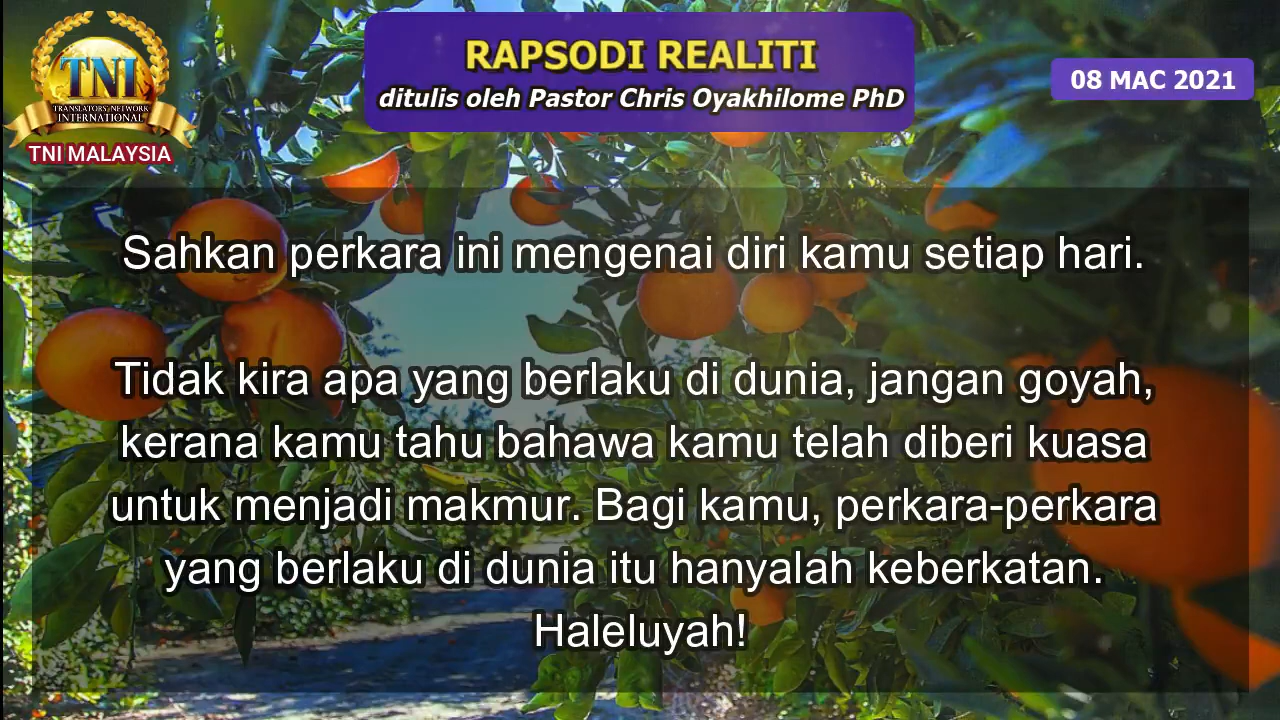 TNI
TRANSLATORS NETWORK
INTERNATIONAL
TNI MALAYSIA
RAPSODI REALITI
ditulis oleh Pastor Chris Oyakhilome PhD
08 MAC 2021
Sahkan perkara ini mengenai diri kamu setiap hari.
Tidak kira apa yang berlaku di dunia, jangan goyah,
kerana kamu tahu bahawa kamu telah diberi kuasa
untuk menjadi makmur. Bagi kamu, perkara-perkara
yang berlaku di dunia itu hanyalah keberkatan.
Haleluyah!